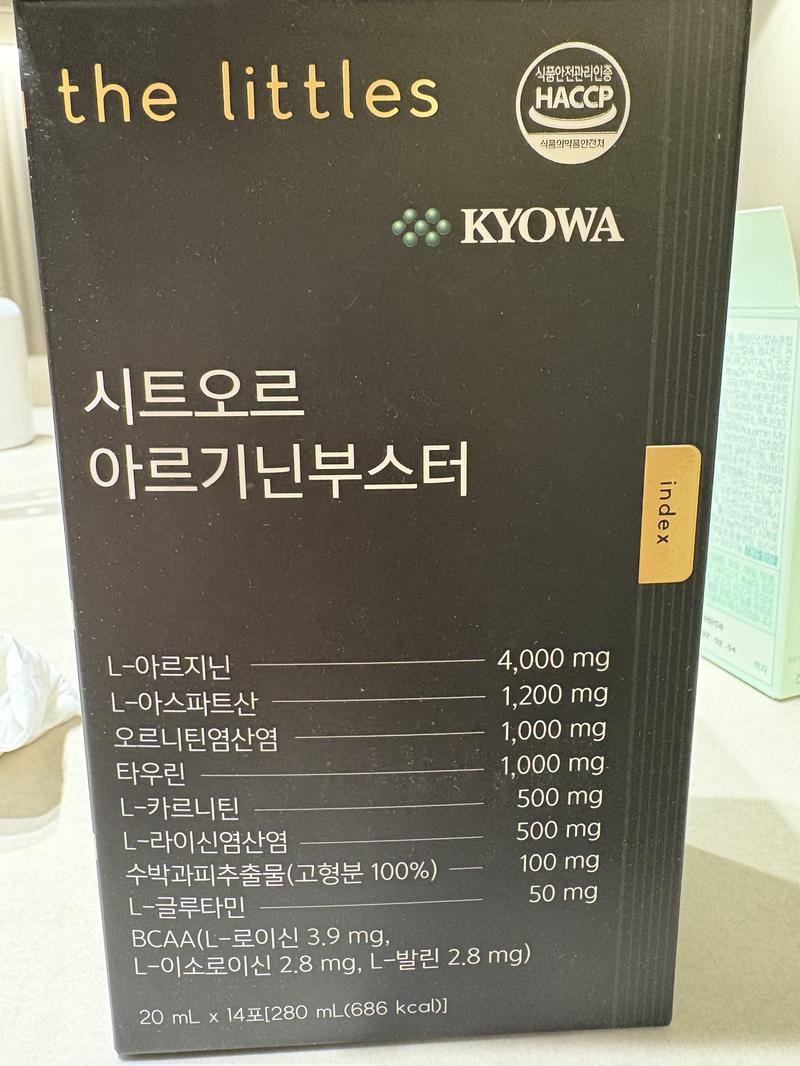 the littles
식품안전관리인증
HACCP
식품의약품안전처
KYOWA
시트오르
아르기닌부스터
index
L-아르지닌 4,000 mg
L-아스파트산 1,200 mg
오르니틴염산염 1,000 mg
타우린 1,000 mg
L-카르니틴 500 mg
L-라이신염산염 500 mg
수박과피추출물(고형분 100%) 100 mg
L-글루타민 50 mg
BCAA(L-로이신 3.9 mg,
L-이소로이신 2.8 mg, L-발린 2.8 mg)
20 mL x 14포[280 mL(686 kcal)]
까지